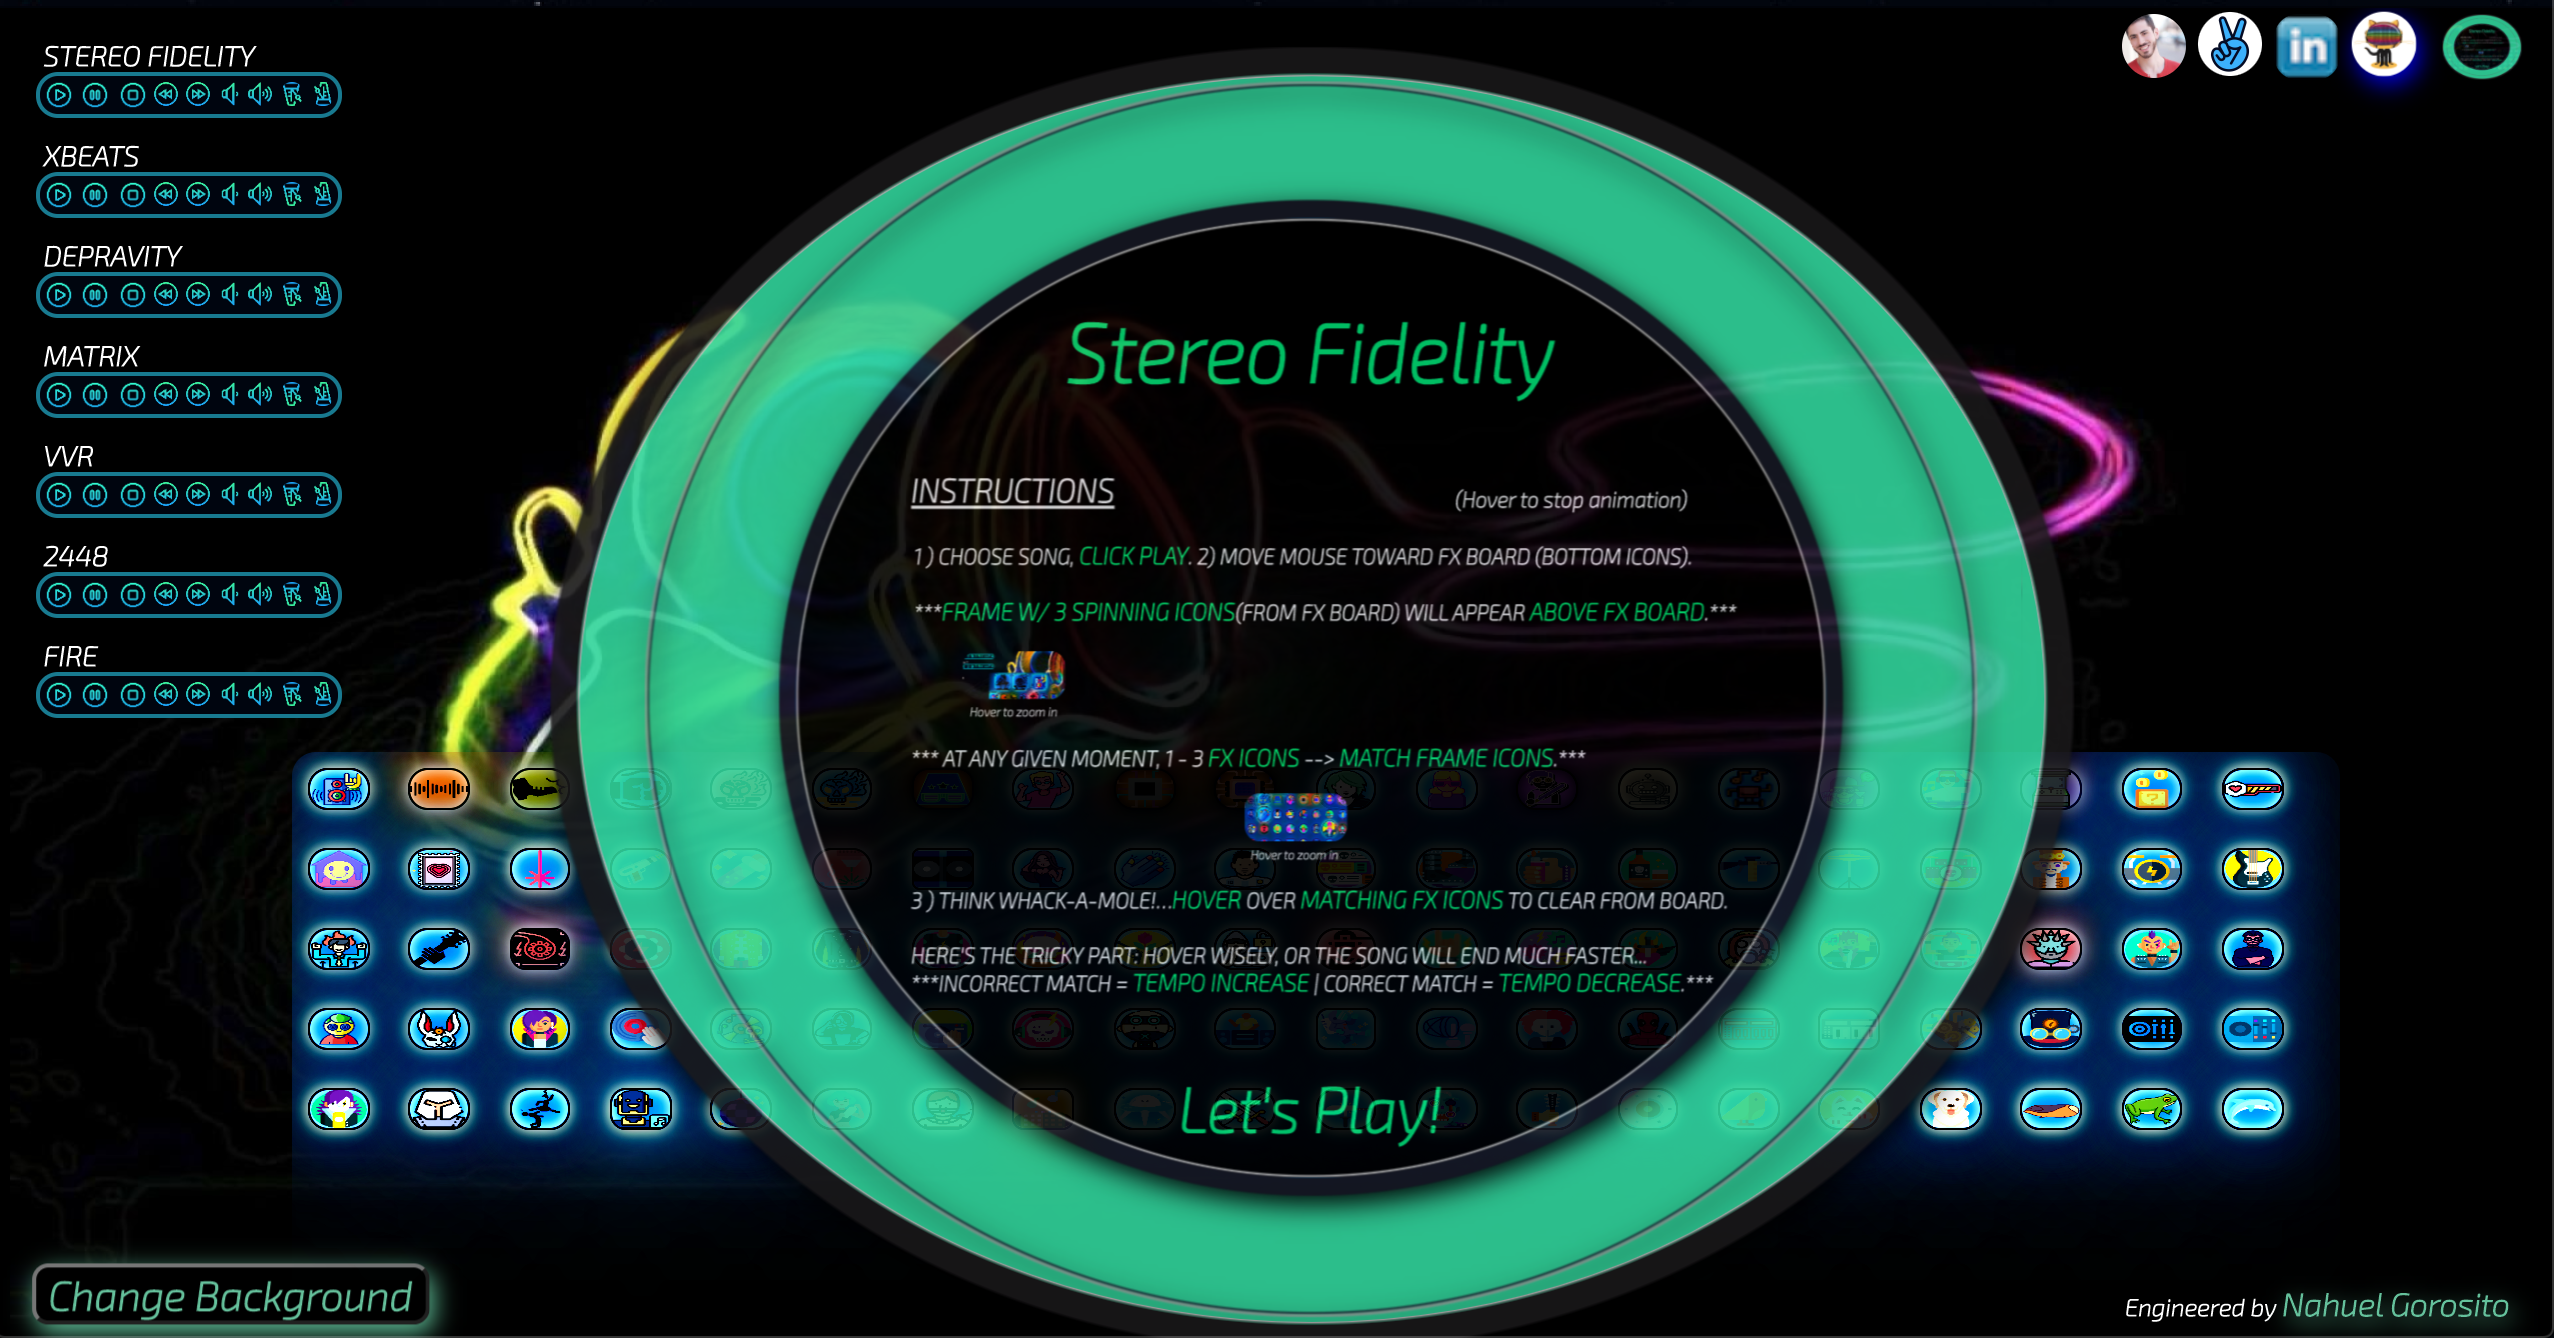 STEREO FIDELITY
XBEATS
DEPRAVITY
MATRIX
VVR
2448
FIRE
in
Stereo Fidelity
INSTRUCTIONS
(Hover to stop animation)
1 ) CHOOSE SONG, CLICK PLAY. 2) MOVE MOUSE TOWARD FX BOARD (BOTTOM ICONS).
***FRAME W/ 3 SPINNING ICONS(FROM FX BOARD) WILL APPEAR ABOVE FX BOARD.***
Hover to zoom in
*** AT ANY GIVEN MOMENT, 1 - 3 FX ICONS --> MATCH FRAME ICONS.***
Hover to zoom in
3 ) THINK WHACK-A-MOLE!...HOVER OVER MATCHING FX ICONS TO CLEAR FROM BOARD.
HERE'S THE TRICKY PART: HOVER WISELY, OR THE SONG WILL END MUCH FASTER...
***INCORRECT MATCH = TEMPO INCREASE | CORRECT MATCH = TEMPO DECREASE.***
Let's Play!
Change Background
Engineered by Nahuel Gorosito